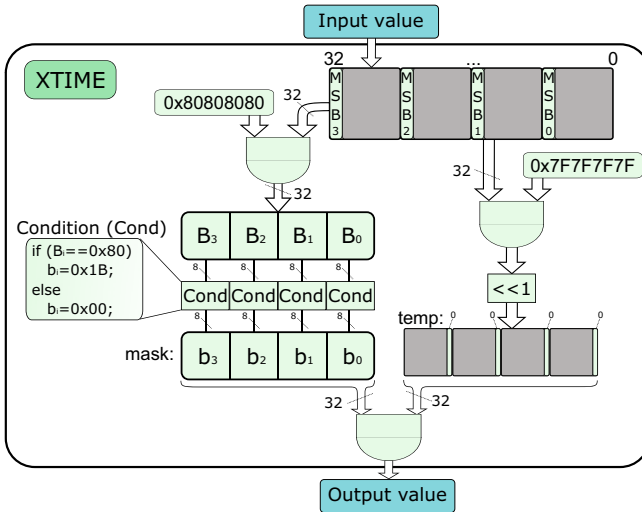 Input value
XTIME
32 ... 0
M S B 3
M S B 2
M S B 1
M S B 0
0x80808080
32
32
0x7F7F7F7F
32
Condition (Cond)
if (Bi==0x80)
bi=0x1B;
else
bi=0x00;
B3 B2 B1 B0
8 8 8 8
Cond Cond Cond Cond
8 8 8 8
<<1
temp: 0 0 0 0
mask: b3 b2 b1 b0
32 32
Output value